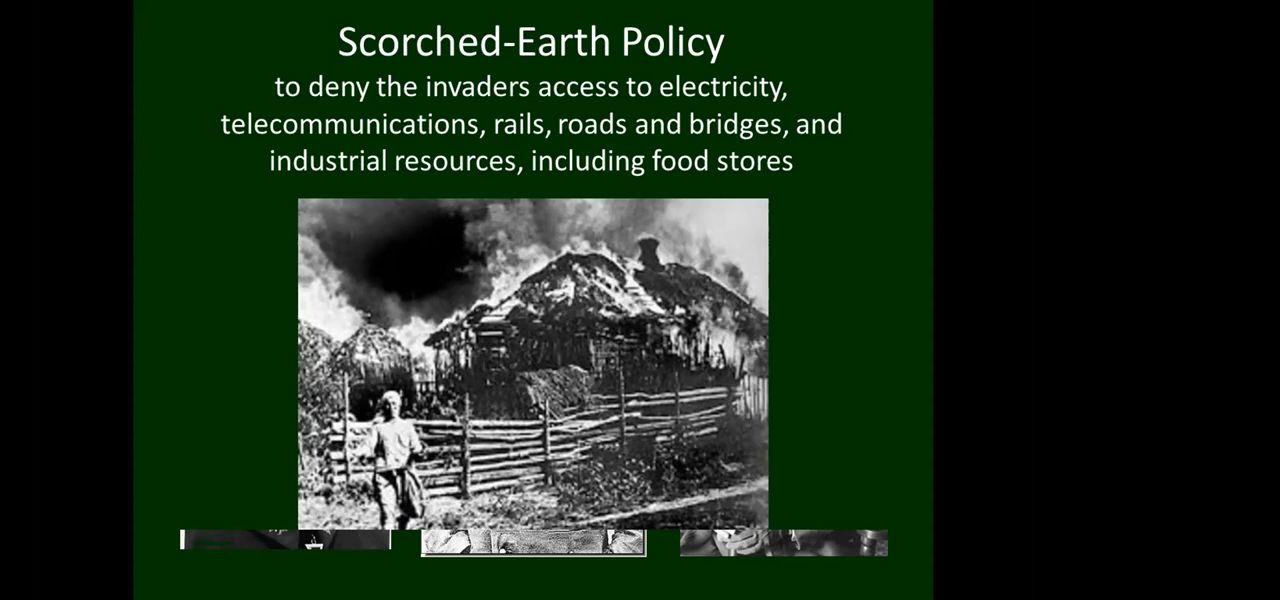 Scorched-Earth Policy
to deny the invaders access to electricity,
telecommunications, rails, roads and bridges, and
industrial resources, including food stores